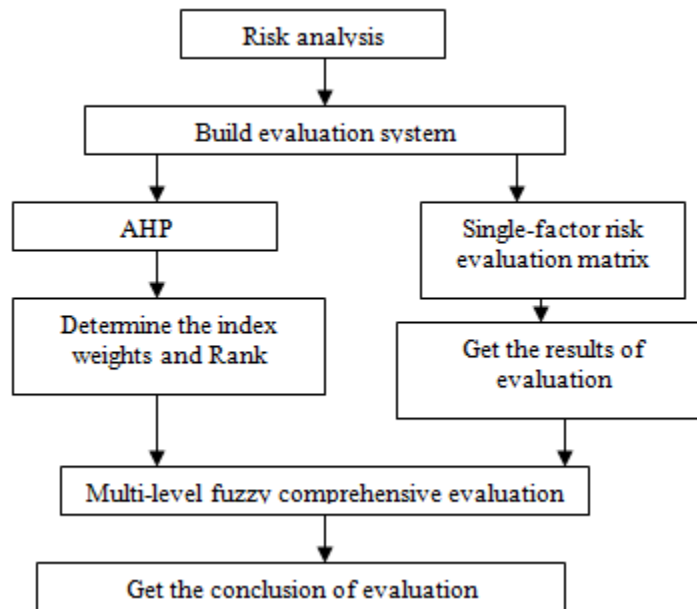 Risk analysis
Build evaluation system
AHP
Single-factor risk
evaluation matrix
Determine the index
weights and Rank
Get the results of
evaluation
Multi-level fuzzy comprehensive evaluation
Get the conclusion of evaluation